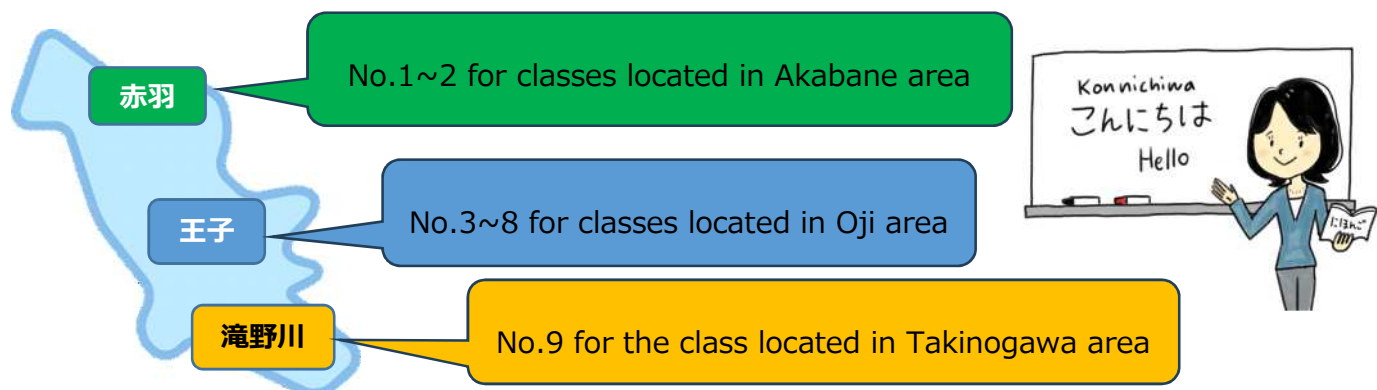 赤羽
No.1~2 for classes located in Akabane area
王子
No.3~8 for classes located in Oji area
滝野川
No.9 for the class located in Takinogawa area
Konnichiwa
こんにちは
Hello
にほんご